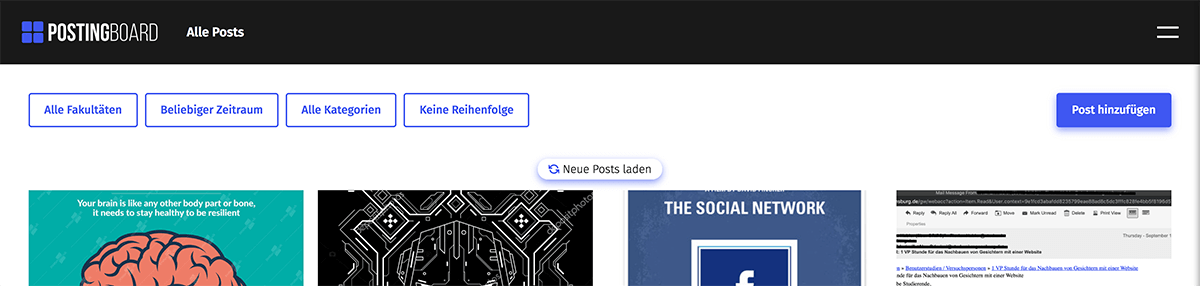 POSTINGBOARD
Alle Posts
Alle Fakultäten
Beliebiger Zeitraum
Alle Kategorien
Keine Reihenfolge
Post hinzufügen
Neue Posts laden
Your brain is like any other body part or bone,
it needs to stay healthy to be resilient
THE SOCIAL NETWORK
f
Mail Message From
Reply
Reply All
Forward
Move
Mark Unread
Delete
Print View
Properties
Thursday - September 1
1 VP Stunde für das Nachbauen von Gesichtern mit einer Website
» Benutzerstudien / Versuchspersonen » 1 VP Stunde für das Nachbauen von Gesichtern mit einer Website
nde für das Nachbauen von Gesichtern mit einer Website
be Studierende,